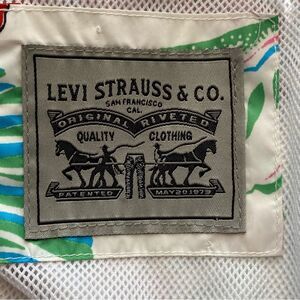 LEVI STRAUSS & CO.
SAN FRANCISCO
CAL
ORIGINAL RIVETED
QUALITY CLOTHING
PATENTED MAY 20 1873